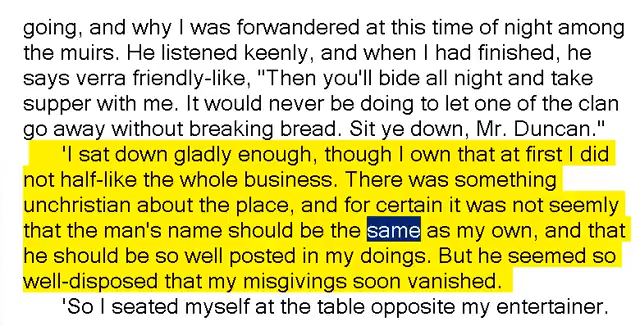 going, and why I was forwandered at this time of night among
the muirs. He listened keenly, and when I had finished, he
says verra friendly-like, "Then you'll bide all night and take
supper with me. It would never be doing to let one of the clan
go away without breaking bread. Sit ye down, Mr. Duncan."
'I sat down gladly enough, though I own that at first I did
not half-like the whole business. There was something
unchristian about the place, and for certain it was not seemly
that the man's name should be the same as my own, and that
he should be so well posted in my doings. But he seemed so
well-disposed that my misgivings soon vanished.
'So I seated myself at the table opposite my entertainer.